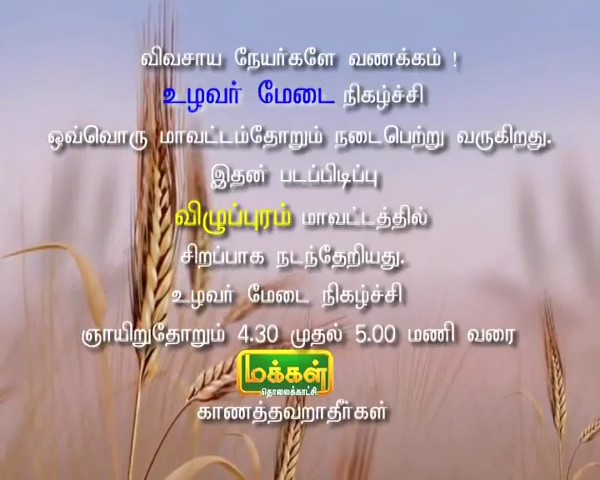 விவசாய நேயர்களே வணக்கம் !
உழவர் மேடை நிகழ்ச்சி
ஒவ்வொரு மாவட்டம்தோறும் நடைபெற்று வருகிறது.
இதன் படப்பிடிப்பு
விழுப்புரம் மாவட்டத்தில்
சிறப்பாக நடந்தேறியது.
உழவர் மேடை நிகழ்ச்சி
ஞாயிறுதோறும் 4.30 முதல் 5.00 மணி வரை
மக்கள்
தொலைக்காட்சி
காணத்தவறாதீர்கள்